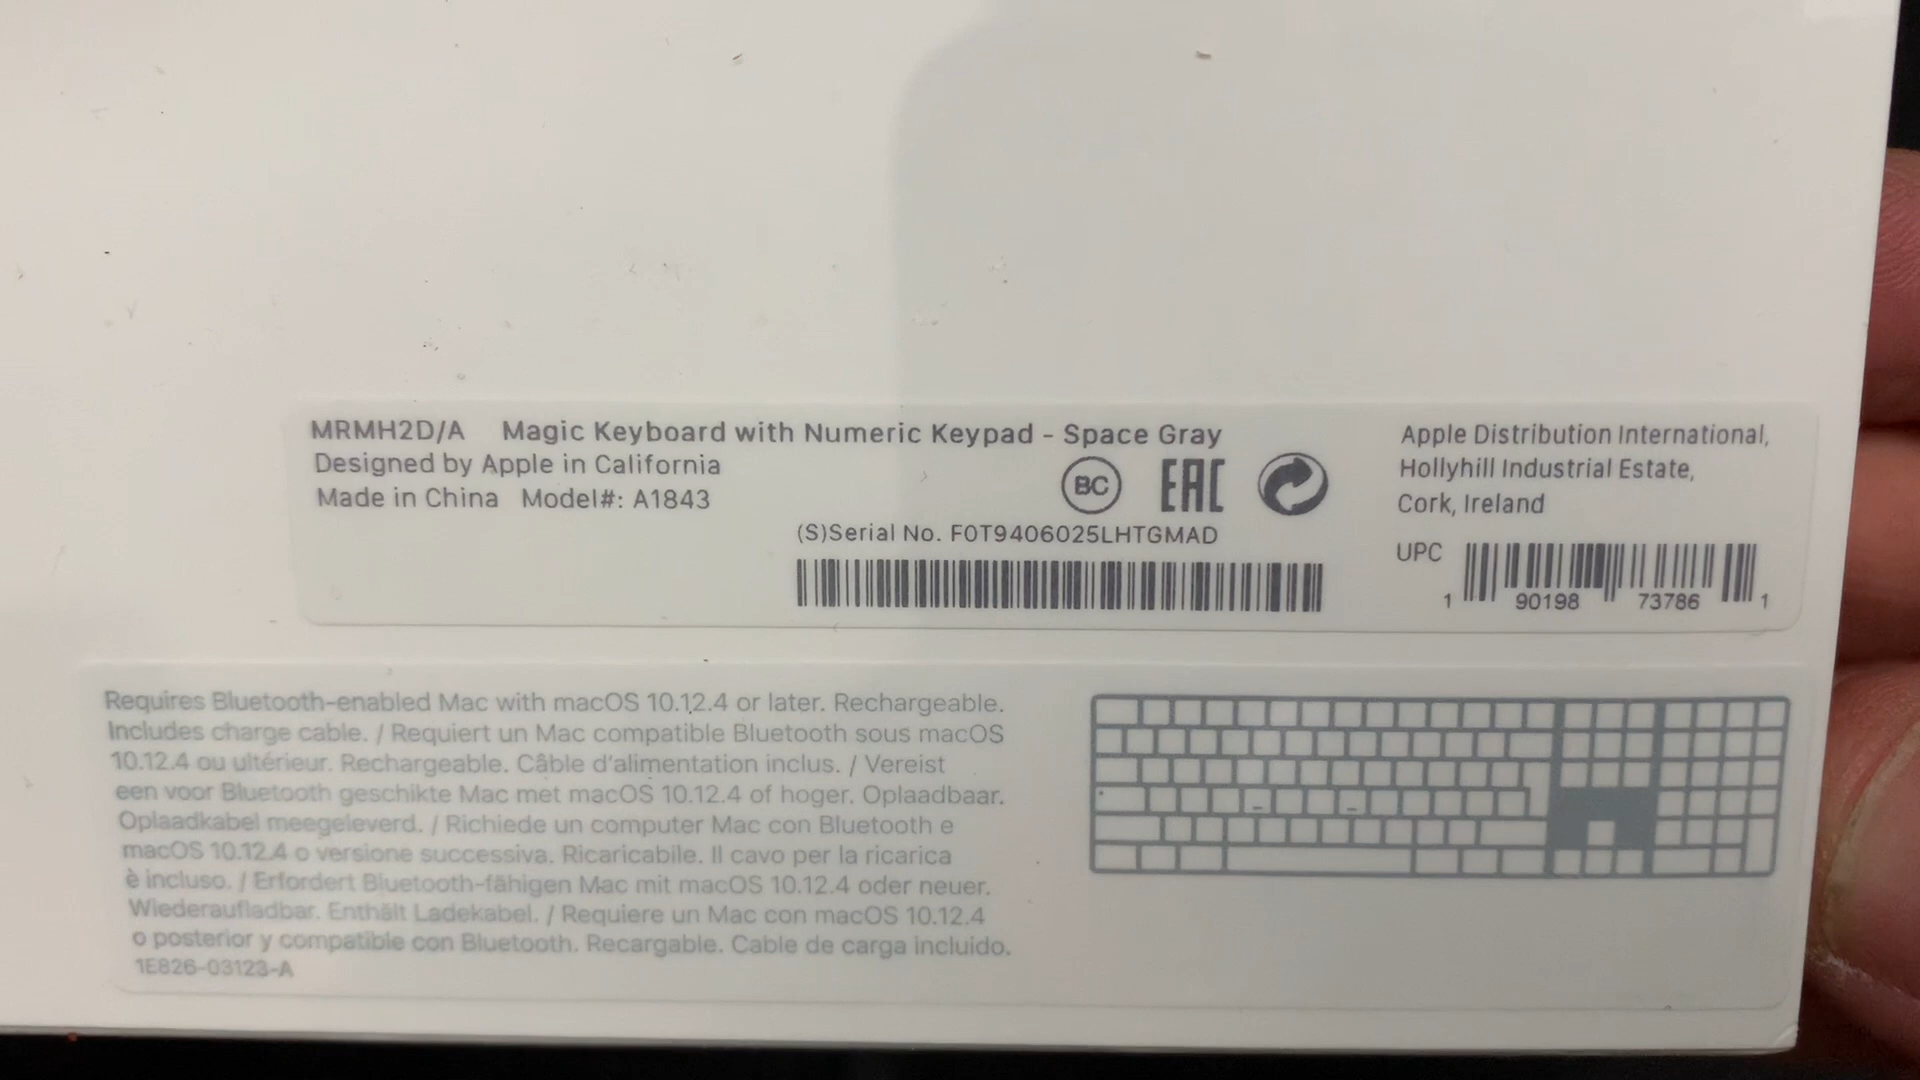 MRMH2D/A Magic Keyboard with Numeric Keypad - Space Gray
Designed by Apple in California
Made in China Model#: A1843
BC EAC
(S)Serial No. F0T9406025LHTGMAD
Apple Distribution International,
Hollyhill Industrial Estate,
Cork, Ireland
UPC
1 90198 73786 1
Requires Bluetooth-enabled Mac with macOS 10.12.4 or later. Rechargeable.
Includes charge cable. / Requiert un Mac compatible Bluetooth sous macOS
10.12.4 ou ultérieur. Rechargeable. Câble d'alimentation inclus. / Vereist
een voor Bluetooth geschikte Mac met macOS 10.12.4 of hoger. Oplaadbaar.
Oplaadkabel meegeleverd. / Richiede un computer Mac con Bluetooth e
macOS 10.12.4 o versione successiva. Ricaricabile. Il cavo per la ricarica
è incluso. / Erfordert Bluetooth-fähigen Mac mit macOS 10.12.4 oder neuer.
Wiederaufladbar. Enthält Ladekabel. / Requiere un Mac con macOS 10.12.4
o posterior y compatible con Bluetooth. Recargable. Cable de carga incluido.
1E826-03123-A